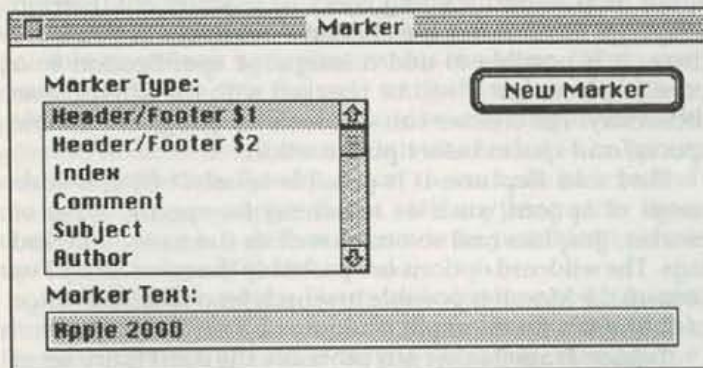 Marker
Marker Type:
New Marker
Header/Footer $1
Header/Footer $2
Index
Comment
Subject
Author
Marker Text:
Apple 2000